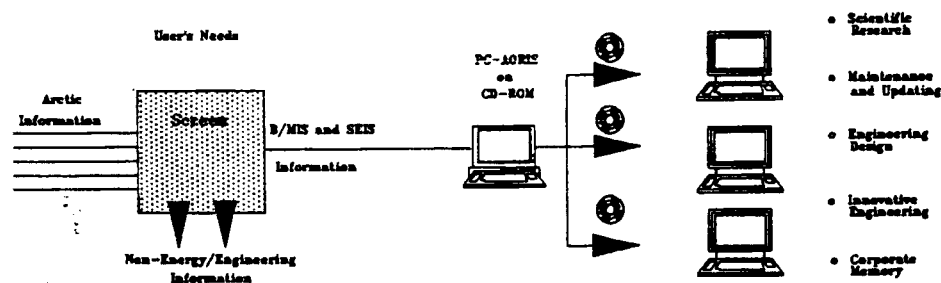 User's Needs
Arctic
Information
Screen
B/MIS and SEIS
Information
Non-Energy/Engineering
Information
PC-AORIS
on
CD-ROM
• Scientific
Research
• Maintenance
and Updating
• Engineering
Design
• Innovative
Engineering
• Corporate
Memory